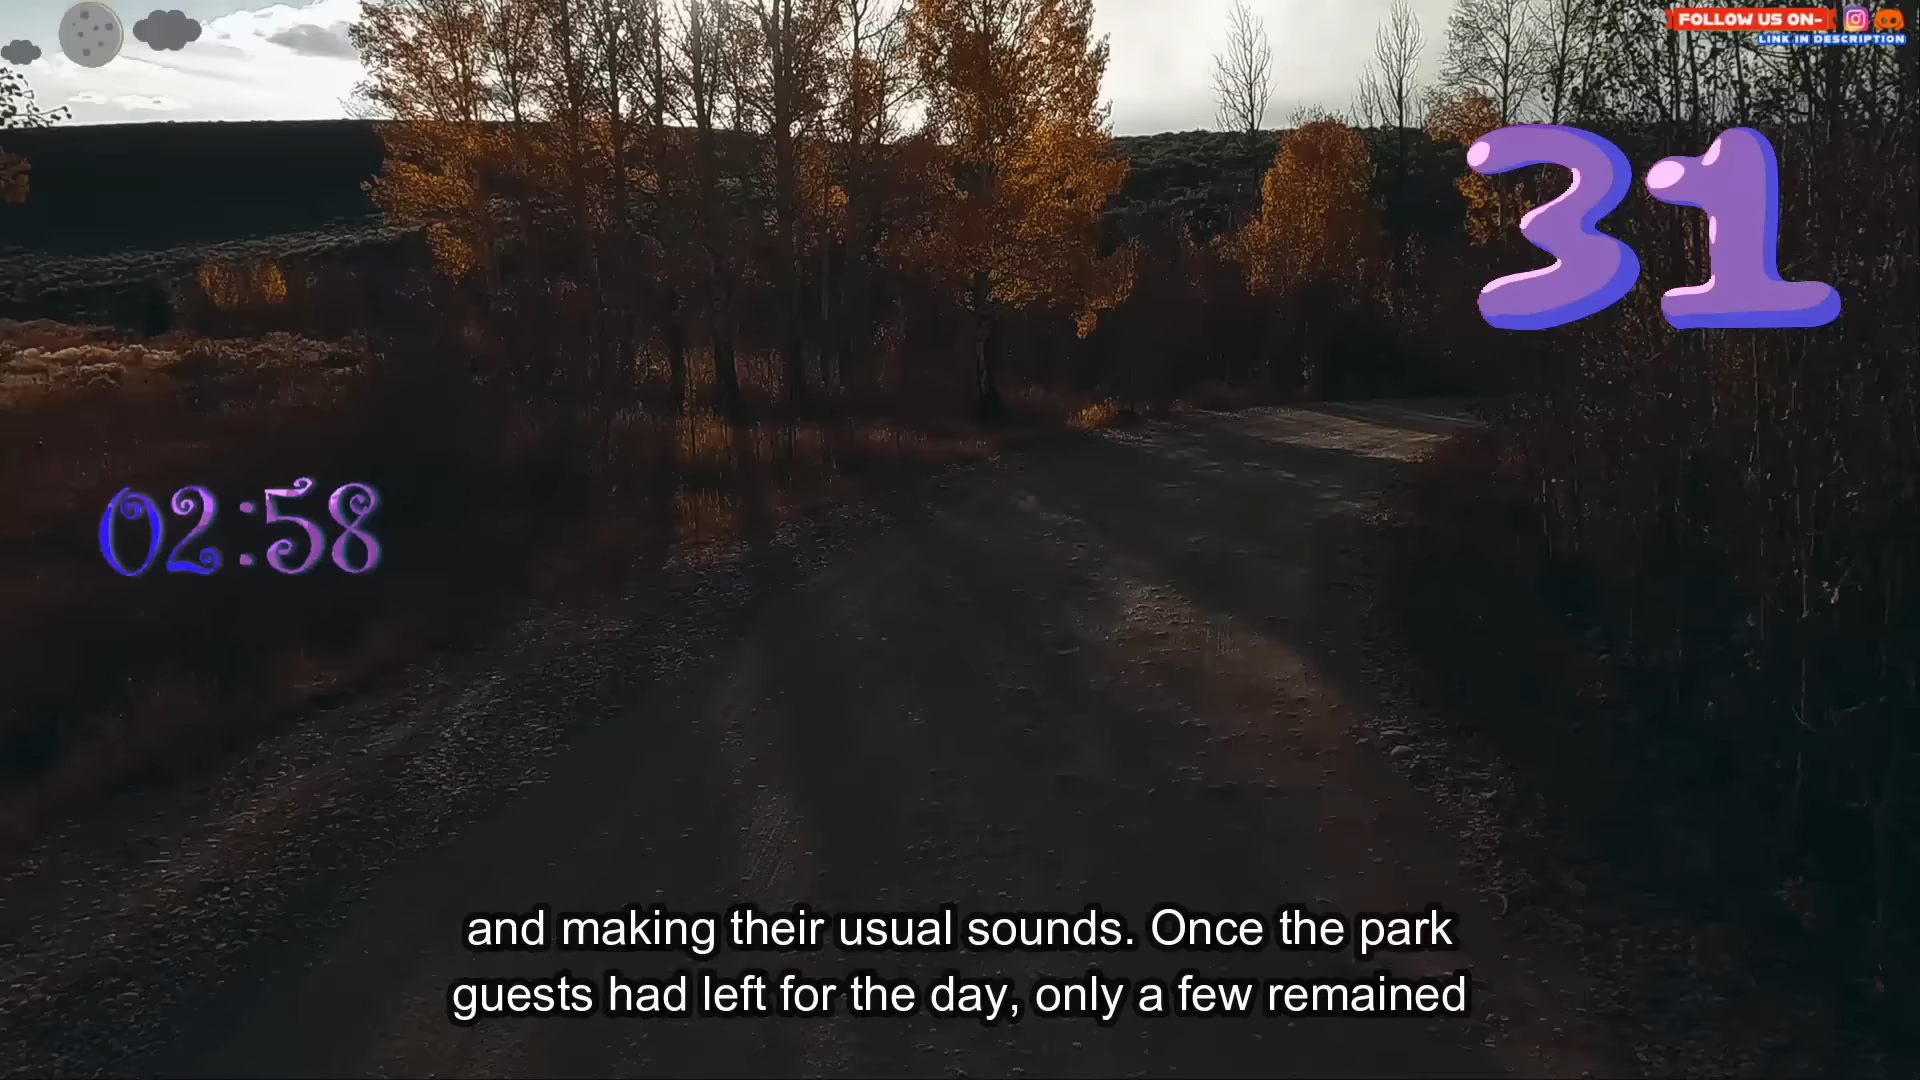 FOLLOW US ON-
LINK IN DESCRIPTION
31
02:58
and making their usual sounds. Once the park
guests had left for the day, only a few remained